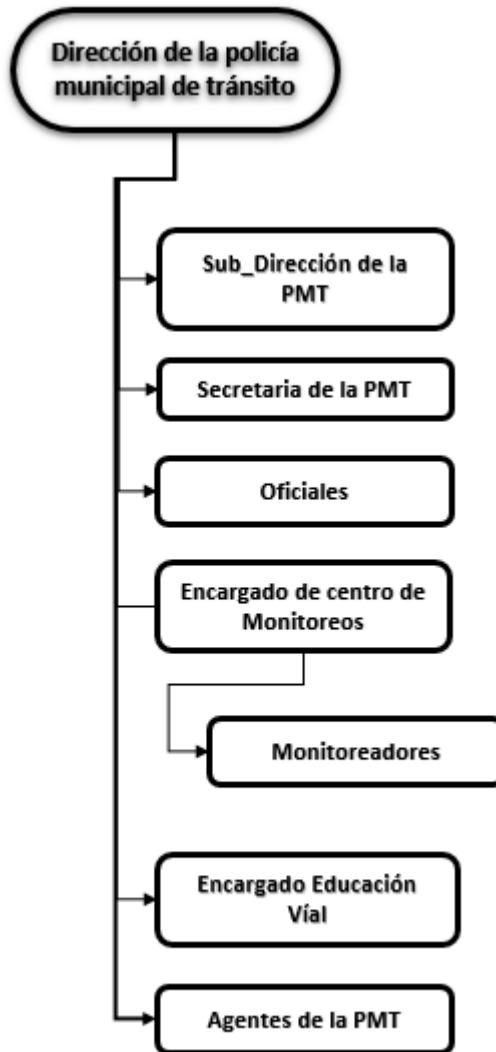 Dirección de la policía
municipal de tránsito
Sub_Dirección de la
PMT
Secretaria de la PMT
Oficiales
Encargado de centro de
Monitoreos
Monitoreadores
Encargado Educación
Víal
Agentes de la PMT